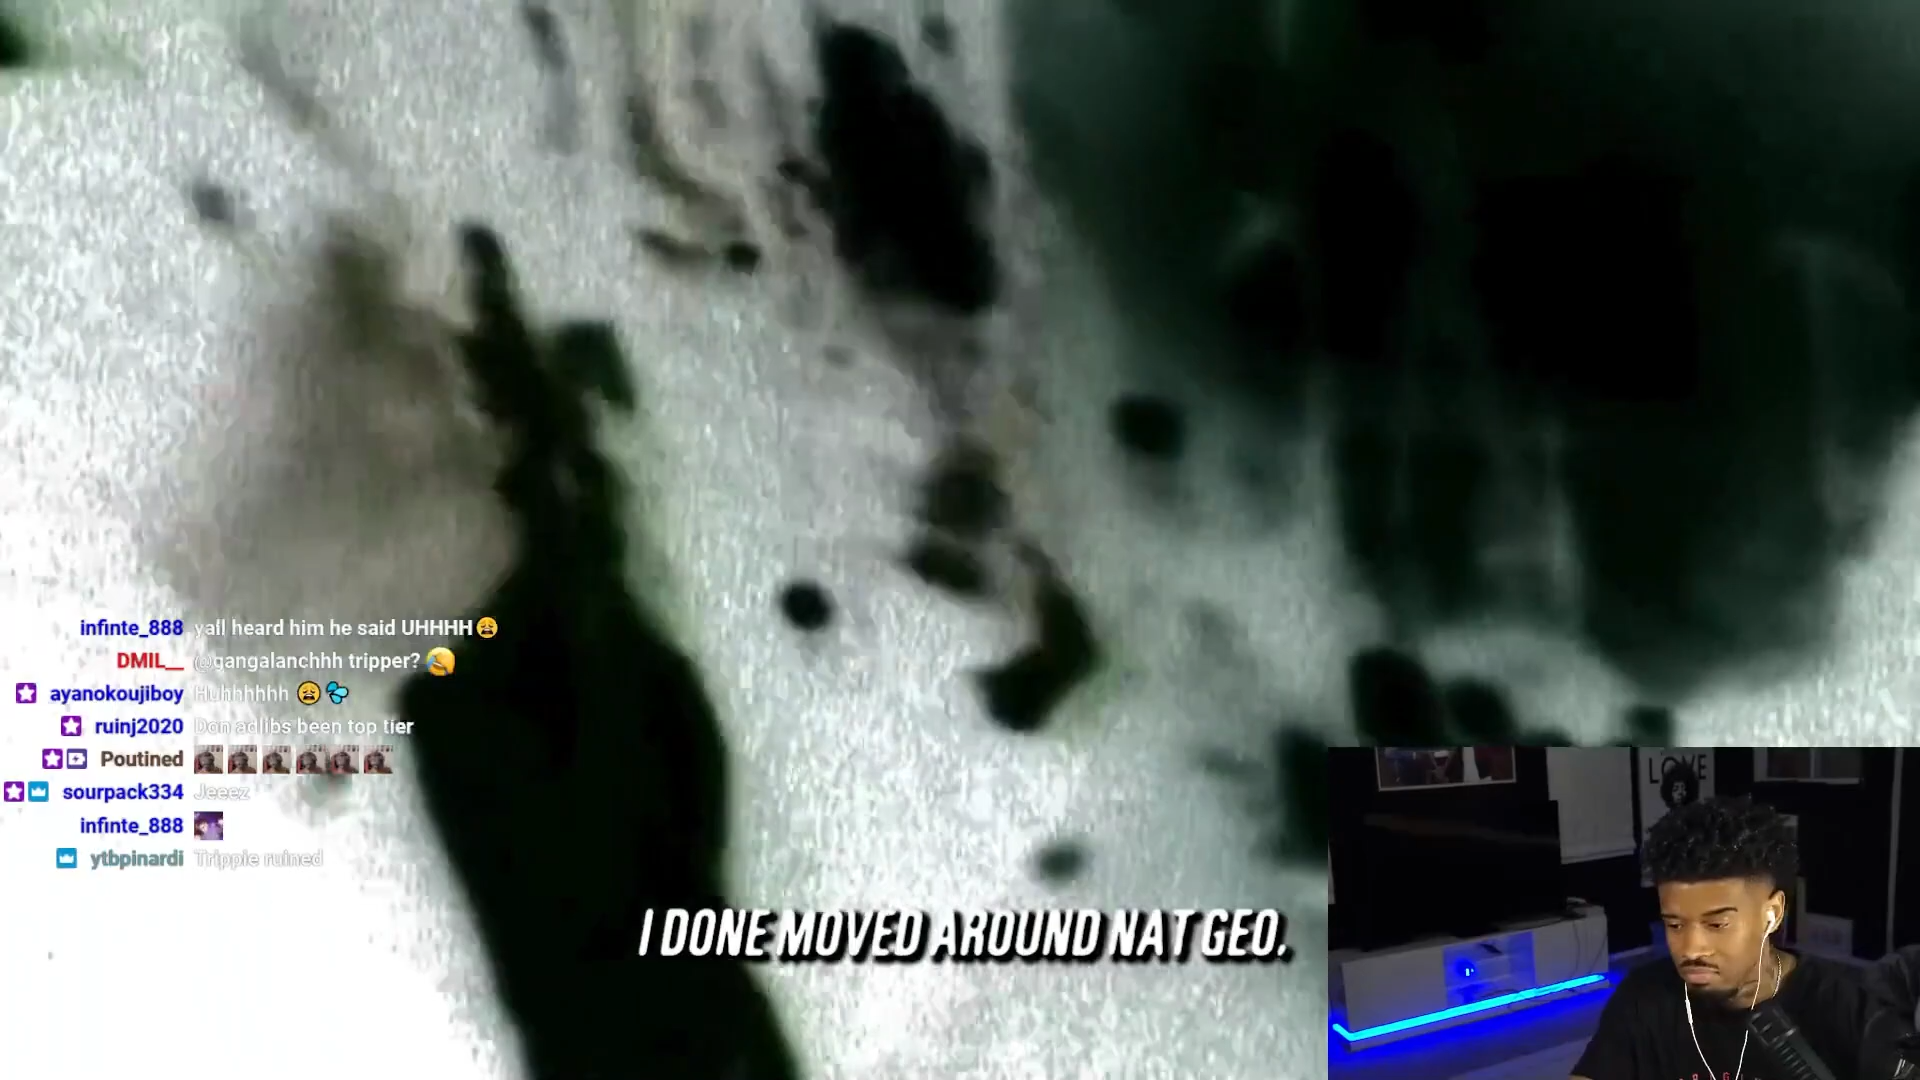 infinte_888 yall heard him he said UHHHH😩
DMIL__ @gangalanchhh tripper? 🤣
ayanokoujiboy Huhhhhhh 😩💦
ruinj2020 Don adlibs been top tier
Poutined
sourpack334 Jeeez
infinte_888
ytbpinardi Trippie ruined
I DONE MOVED AROUND NAT GEO.
LOVE